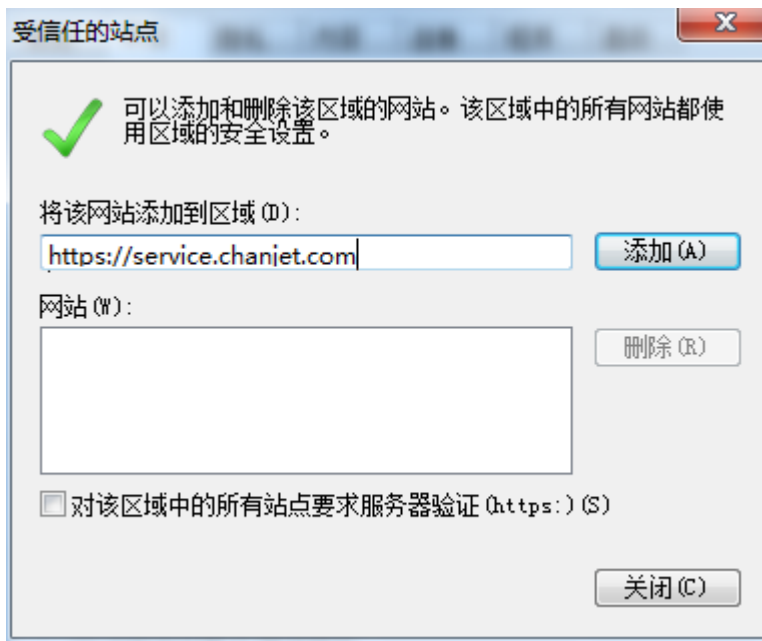 受信任的站点
可以添加和删除该区域的网站。该区域中的所有网站都使
用区域的安全设置。
将该网站添加到区域(D):
https://service.chanjet.com
添加(A)
网站(W):
删除(R)
对该区域中的所有站点要求服务器验证(https:)(S)
关闭(C)